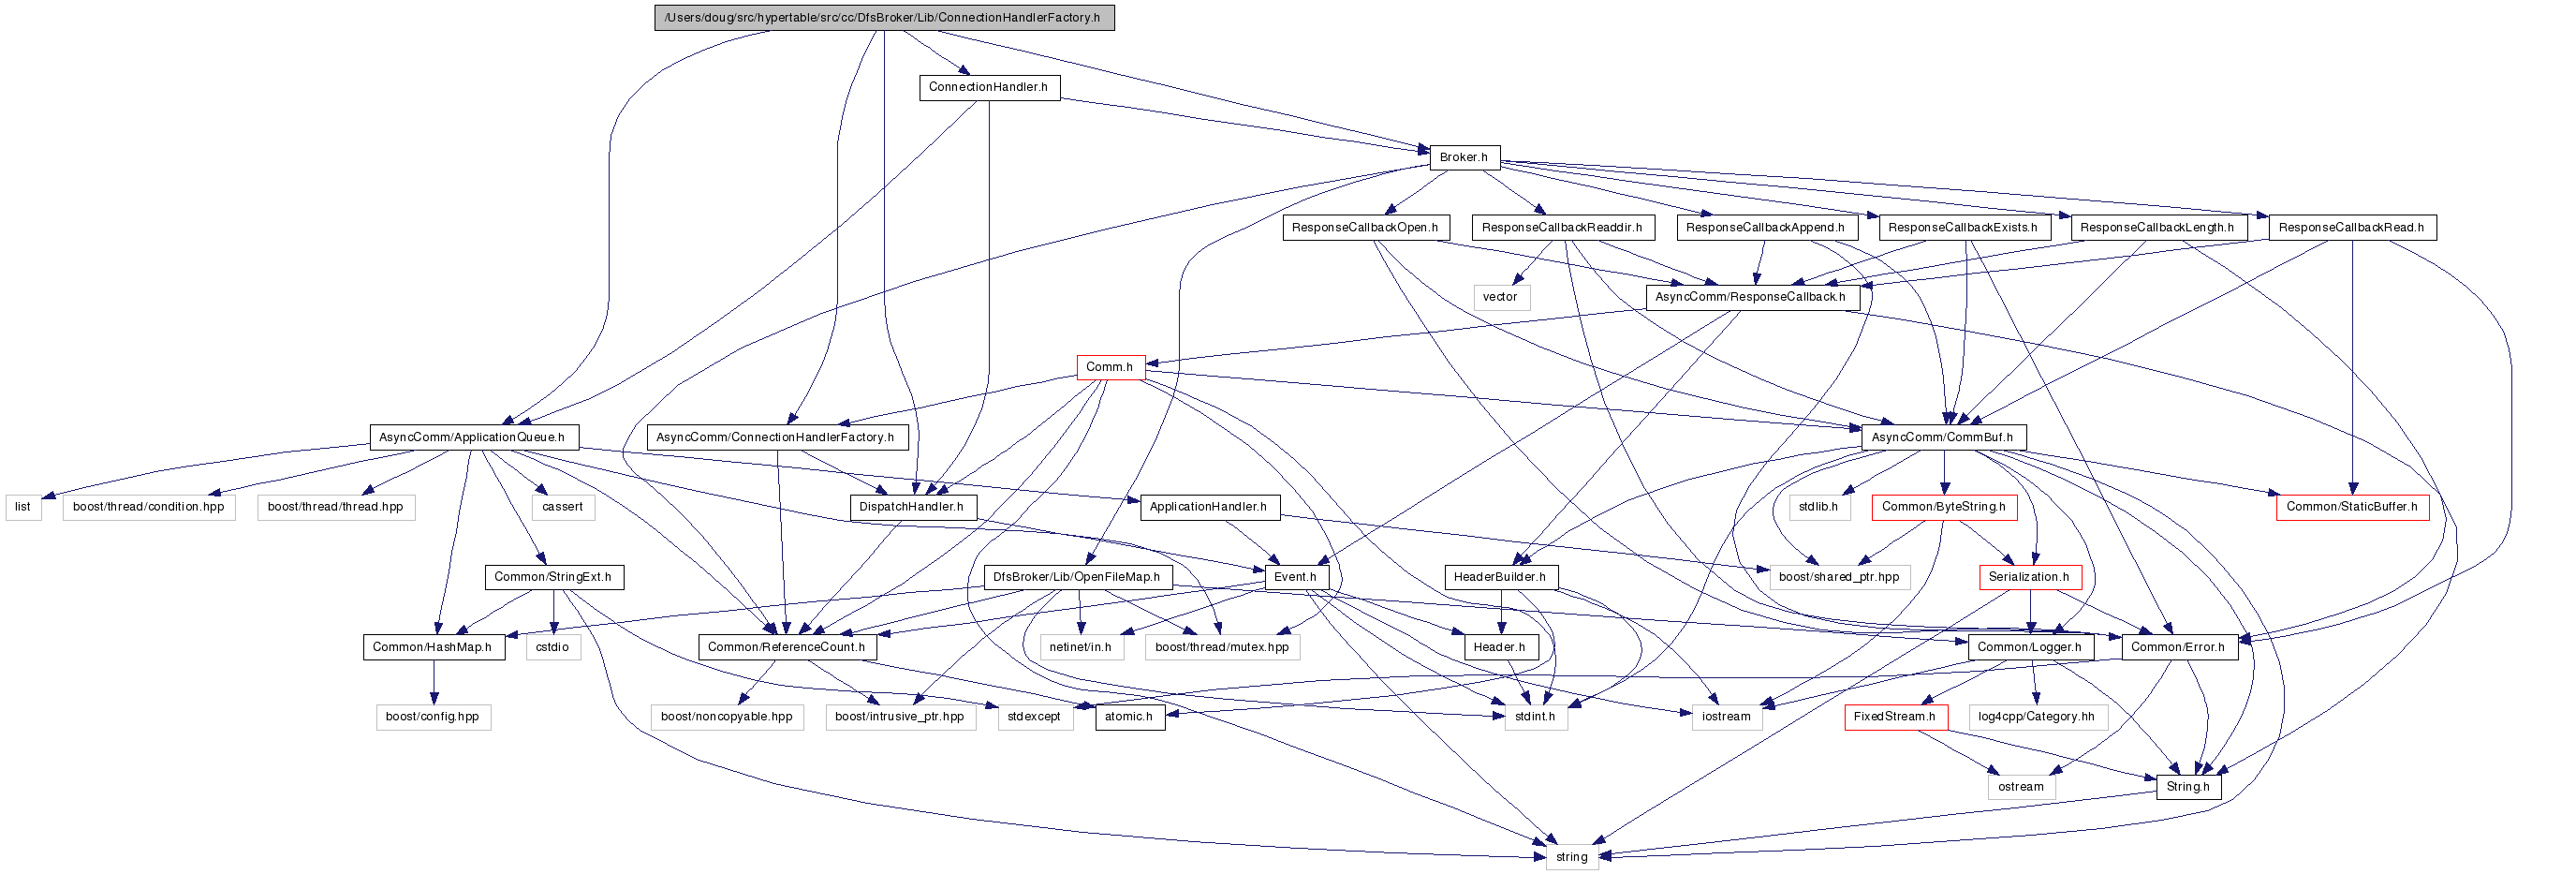 /Users/doug/src/hypertable/src/cc/DfsBroker/Lib/ConnectionHandlerFactory.h
ConnectionHandler.h
Broker.h
ResponseCallbackOpen.h
ResponseCallbackReaddir.h
ResponseCallbackAppend.h
ResponseCallbackExists.h
ResponseCallbackLength.h
ResponseCallbackRead.h
vector
AsyncComm/ResponseCallback.h
Comm.h
AsyncComm/ApplicationQueue.h
AsyncComm/ConnectionHandlerFactory.h
AsyncComm/CommBuf.h
list
boost/thread/condition.hpp
boost/thread/thread.hpp
cassert
DispatchHandler.h
ApplicationHandler.h
stdlib.h
Common/ByteString.h
Common/StaticBuffer.h
Common/StringExt.h
DfsBroker/Lib/OpenFileMap.h
Event.h
HeaderBuilder.h
boost/shared_ptr.hpp
Serialization.h
Common/HashMap.h
cstdio
Common/ReferenceCount.h
netinet/in.h
boost/thread/mutex.hpp
Header.h
Common/Logger.h
Common/Error.h
boost/config.hpp
boost/noncopyable.hpp
boost/intrusive_ptr.hpp
stdexcept
atomic.h
stdint.h
iostream
FixedStream.h
log4cpp/Category.hh
ostream
String.h
string